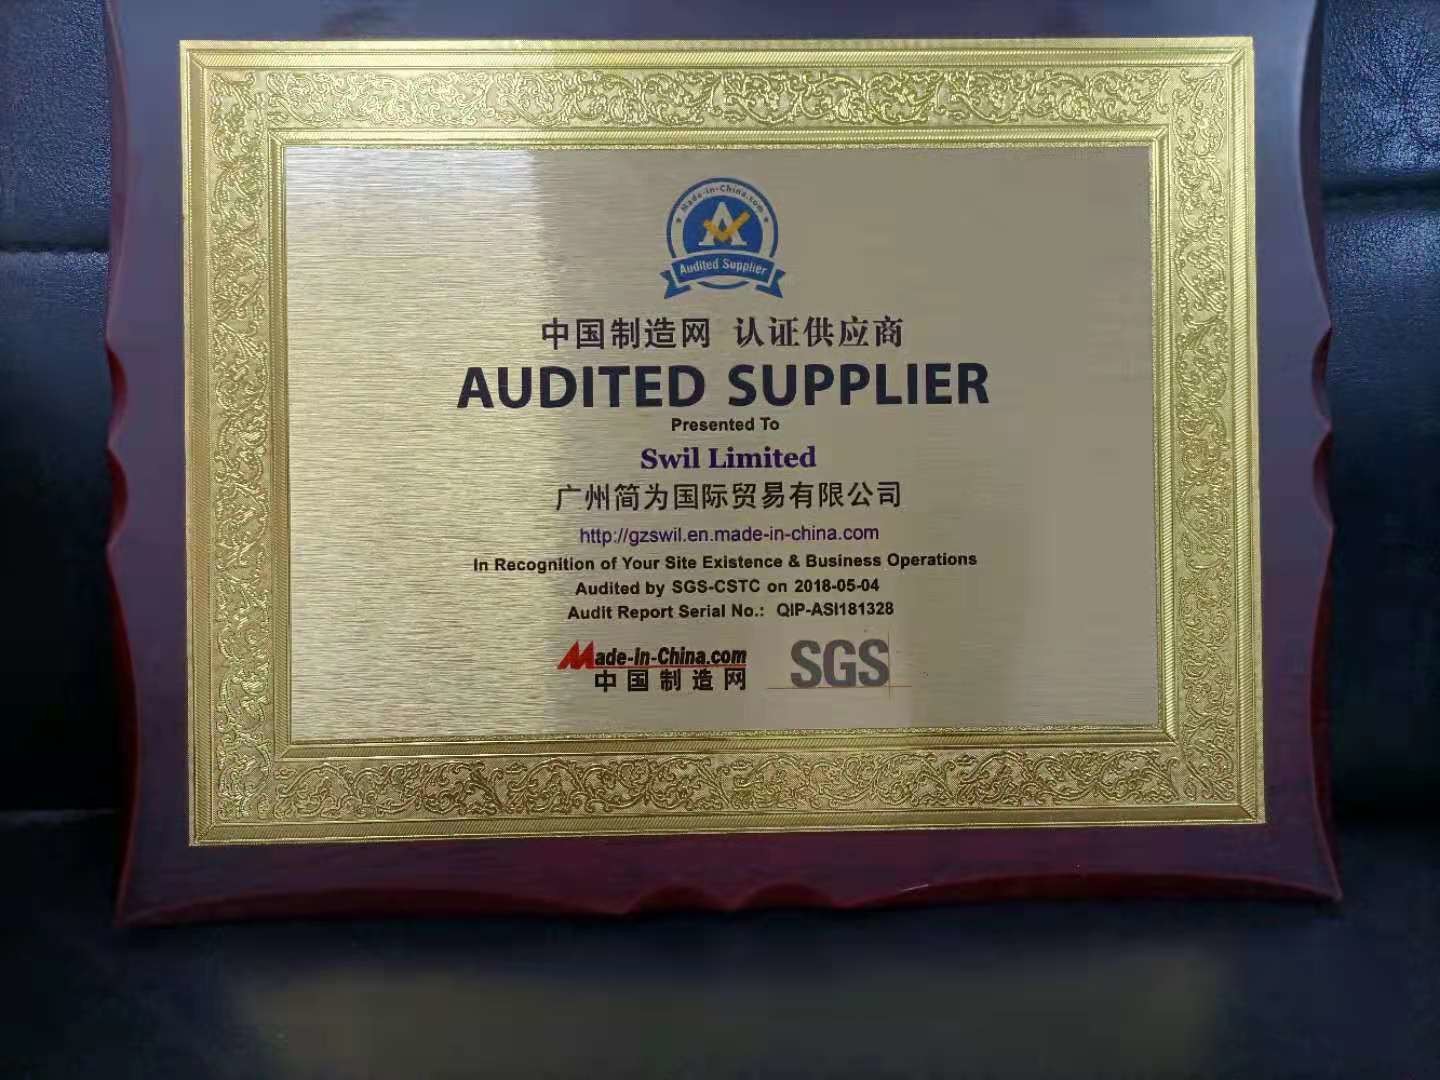 Made-in-China.com
Audited Supplier
中国制造网 认证供应商
AUDITED SUPPLIER
Presented To
Swil Limited
广州简为国际贸易有限公司
http://gzswil.en.made-in-china.com
In Recognition of Your Site Existence & Business Operations
Audited by SGS-CSTC on 2018-05-04
Audit Report Serial No.: QIP-ASI181328
Made-in-China.com
中国制造网
SGS